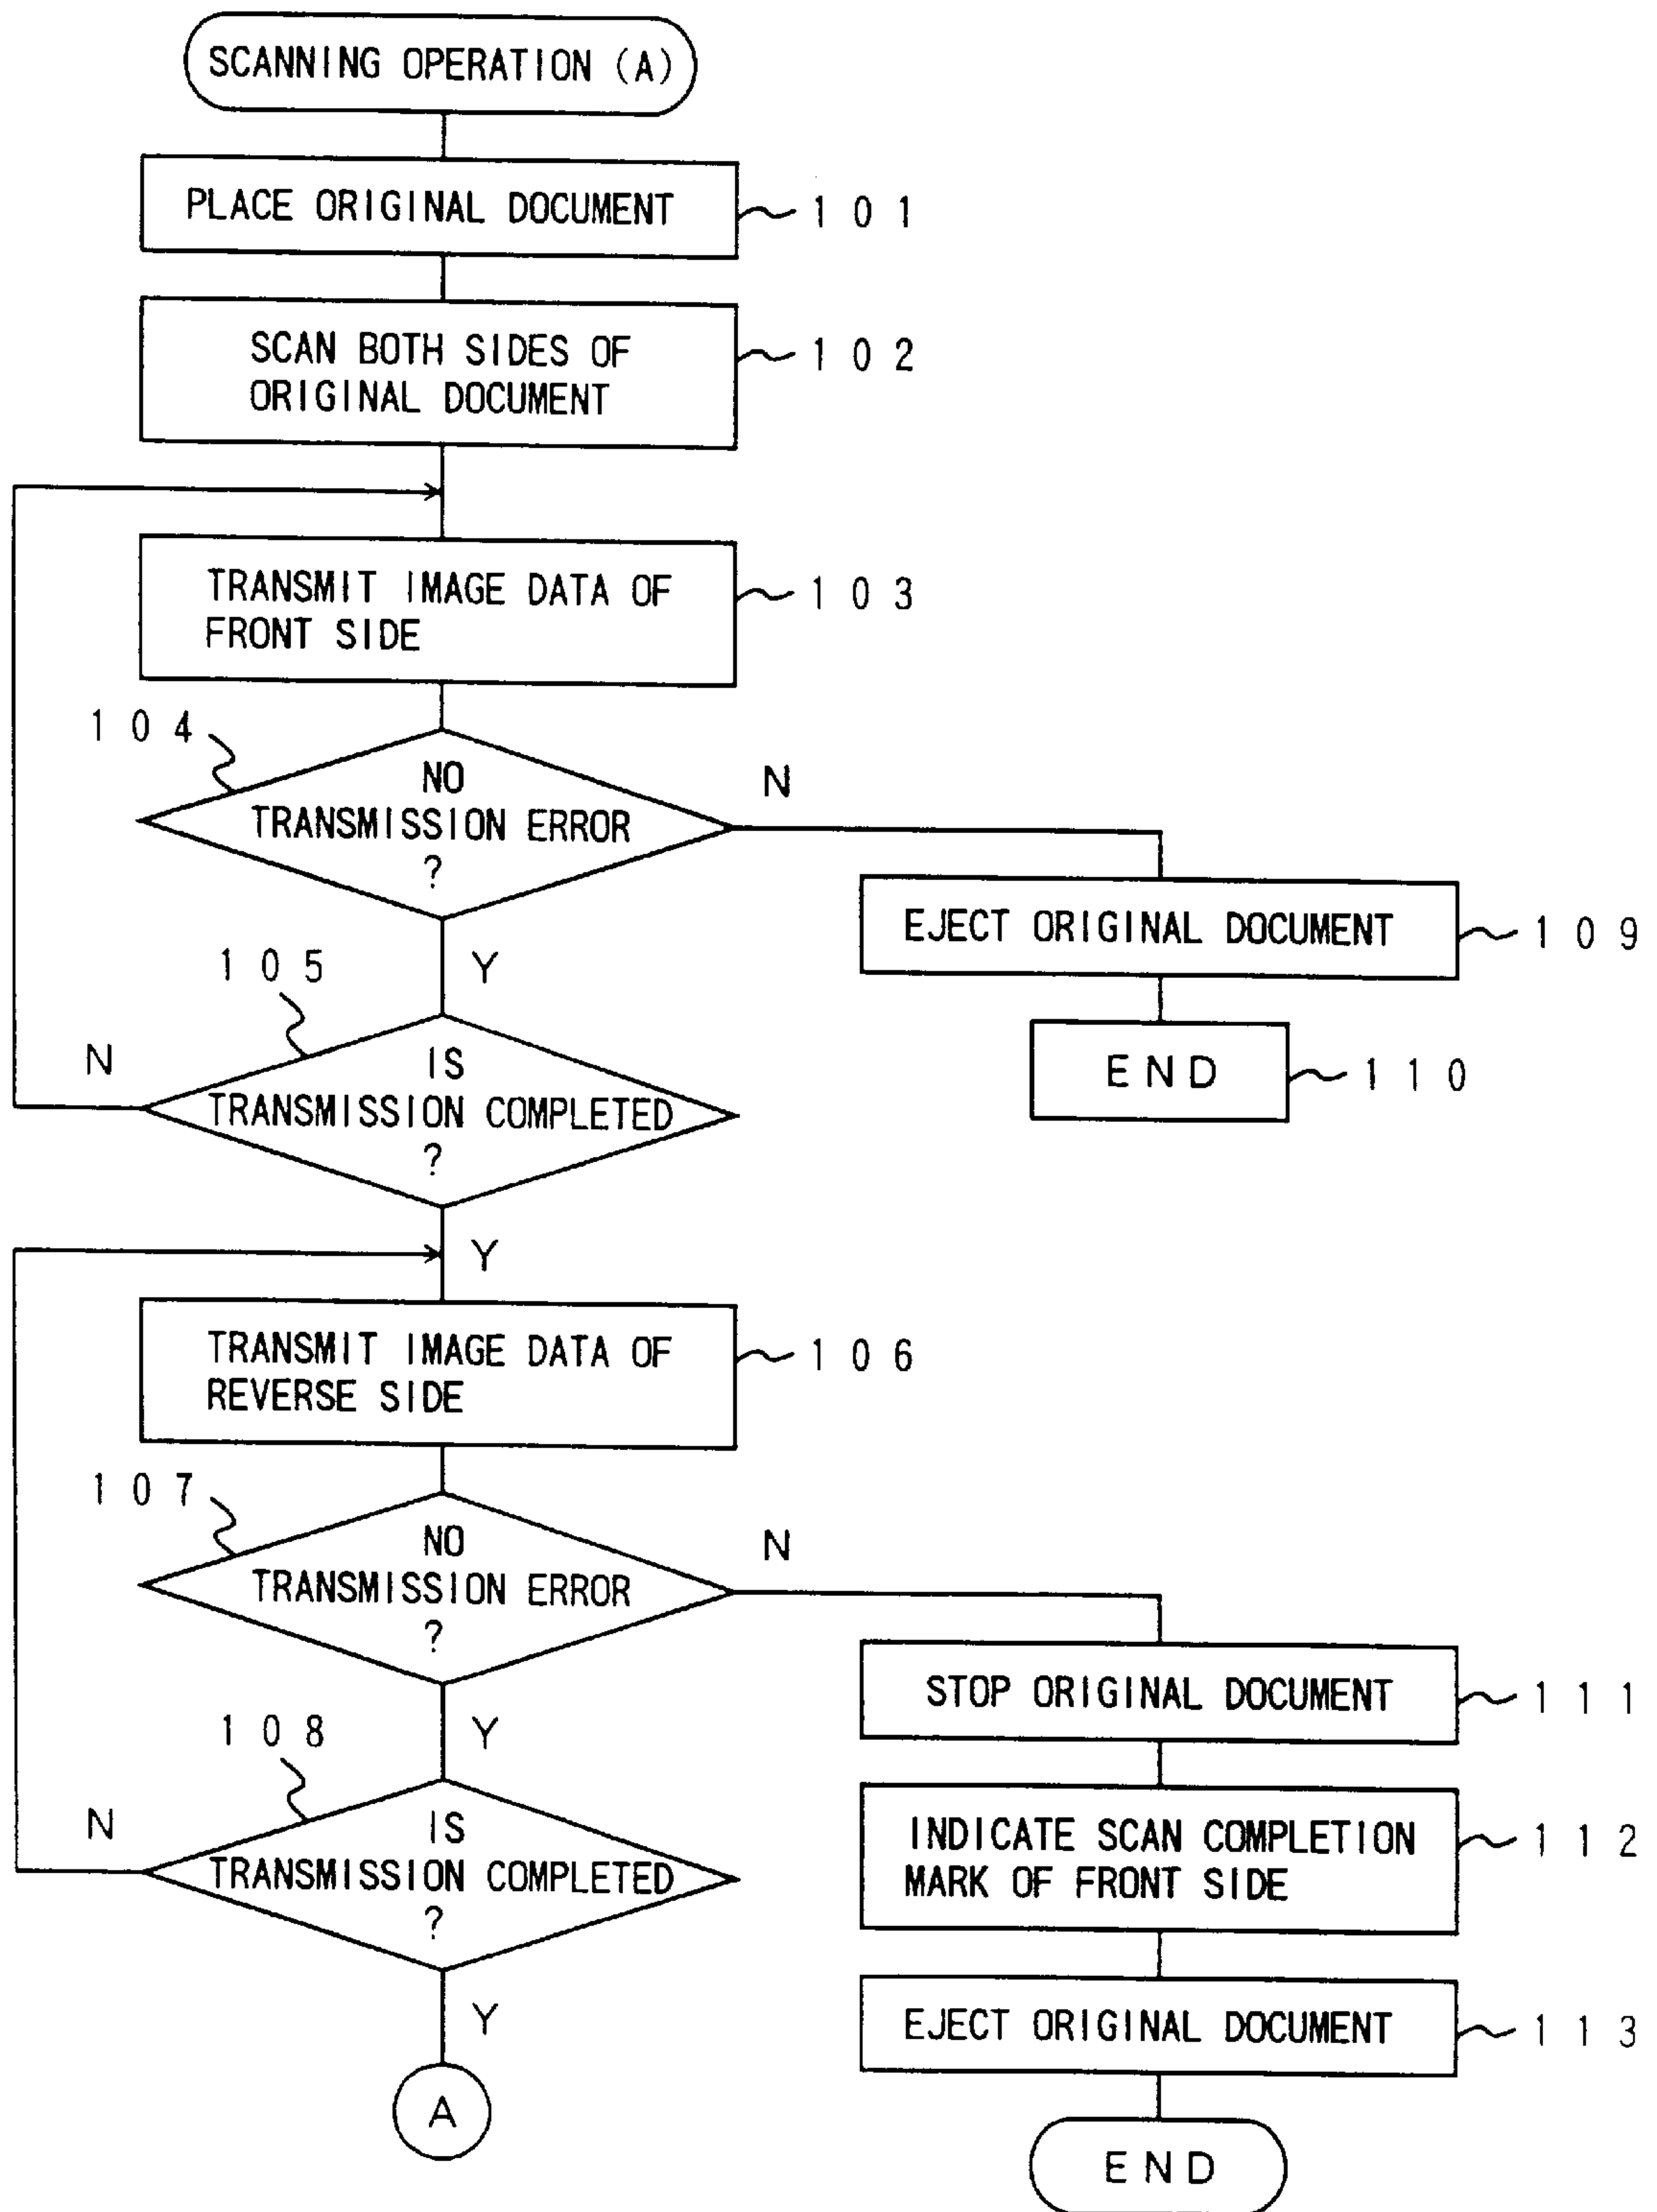 SCANNING OPERATION (A)
PLACE ORIGINAL DOCUMENT
101
SCAN BOTH SIDES OF
ORIGINAL DOCUMENT
102
TRANSMIT IMAGE DATA OF
FRONT SIDE
103
104
NO
TRANSMISSION ERROR
?
N
Y
EJECT ORIGINAL DOCUMENT
109
END
110
105
IS
TRANSMISSION COMPLETED
?
N
Y
TRANSMIT IMAGE DATA OF
REVERSE SIDE
106
107
NO
TRANSMISSION ERROR
?
N
Y
STOP ORIGINAL DOCUMENT
111
108
IS
TRANSMISSION COMPLETED
?
N
Y
INDICATE SCAN COMPLETION
MARK OF FRONT SIDE
112
EJECT ORIGINAL DOCUMENT
113
A
END